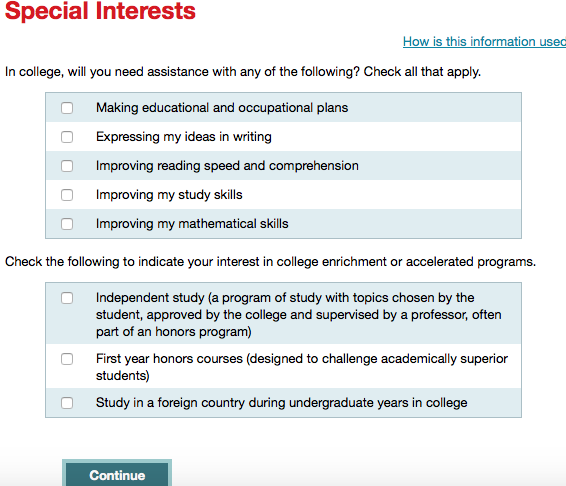 Special Interests
How is this information used
In college, will you need assistance with any of the following? Check all that apply.
Making educational and occupational plans
Expressing my ideas in writing
Improving reading speed and comprehension
Improving my study skills
Improving my mathematical skills
Check the following to indicate your interest in college enrichment or accelerated programs.
Independent study (a program of study with topics chosen by the
student, approved by the college and supervised by a professor, often
part of an honors program)
First year honors courses (designed to challenge academically superior
students)
Study in a foreign country during undergraduate years in college
Continue